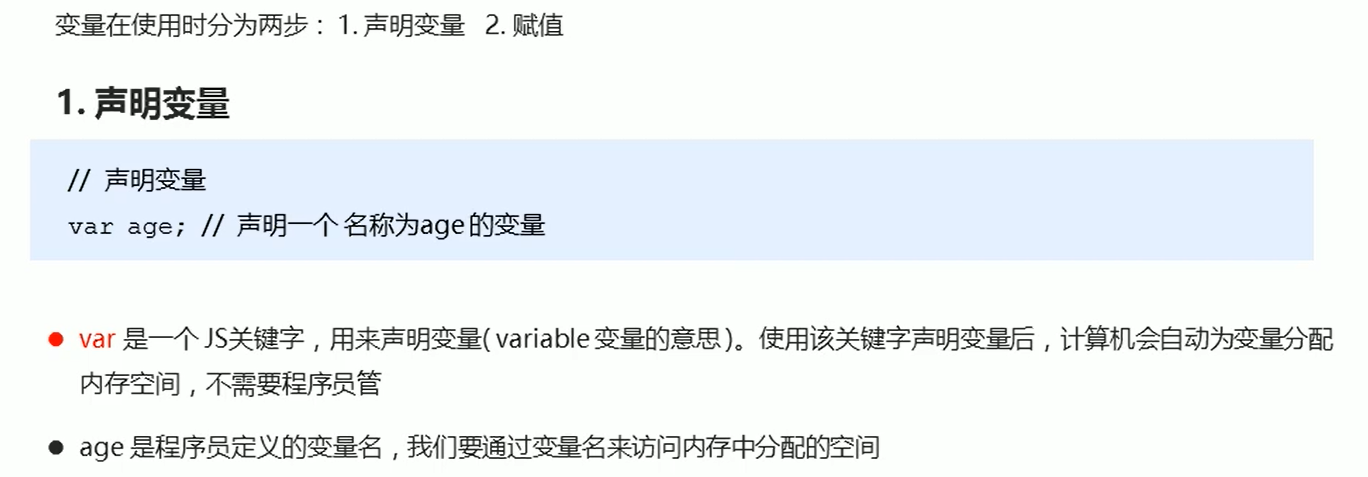 变量在使用时分为两步： 1. 声明变量 2. 赋值
1. 声明变量
// 声明变量
var age; // 声明一个 名称为age 的变量
● var 是一个 JS关键字，用来声明变量( variable 变量的意思 )。使用该关键字声明变量后，计算机会自动为变量分配
内存空间，不需要程序员管
● age 是程序员定义的变量名，我们要通过变量名来访问内存中分配的空间